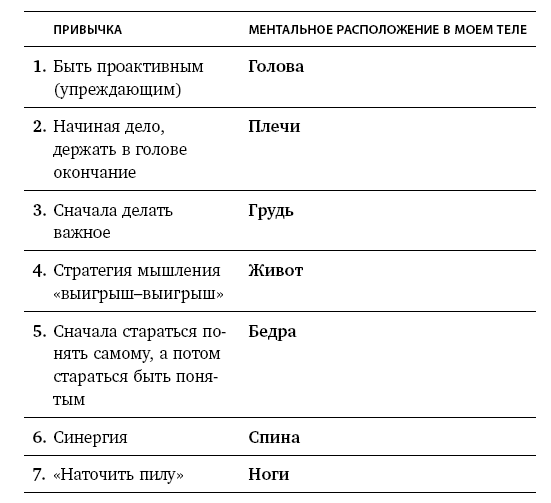 ПРИВЫЧКА МЕНТАЛЬНОЕ РАСПОЛОЖЕНИЕ В МОЕМ ТЕЛЕ
1. Быть проактивным Голова
(упреждающим)
2. Начиная дело, Плечи
держать в голове
окончание
3. Сначала делать Грудь
важное
4. Стратегия мышления Живот
«выигрыш–выигрыш»
5. Сначала стараться по- Бедра
нять самому, а потом
стараться быть поня-
тым
6. Синергия Спина
7. «Наточить пилу» Ноги